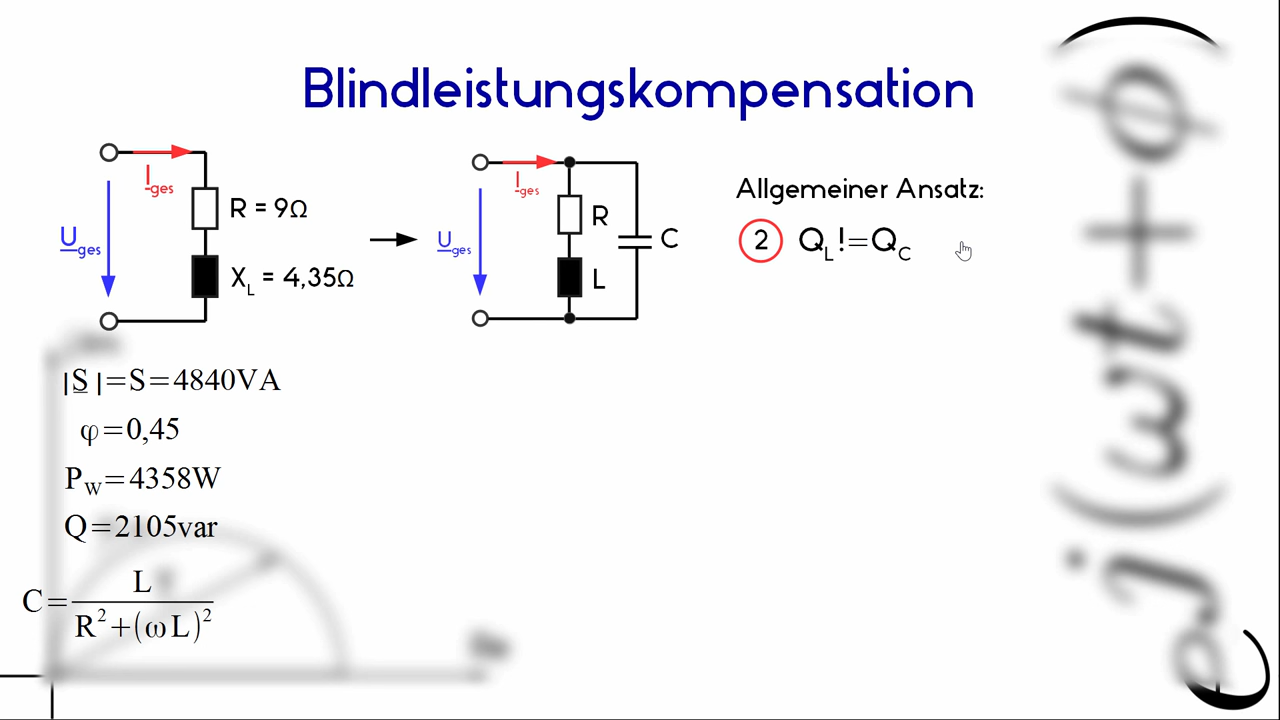 Blindleistungskompensation
I_ges
U_ges
R = 9Ω
X_L = 4,35Ω
I_ges
U_ges
R
L
C
Allgemeiner Ansatz:
2 Q_L!=Q_C
|S|=S=4840VA
φ=0,45
P_W=4358W
Q=2105var
C=L/(R²+(ωL)²)
e^j(ωt+φ)